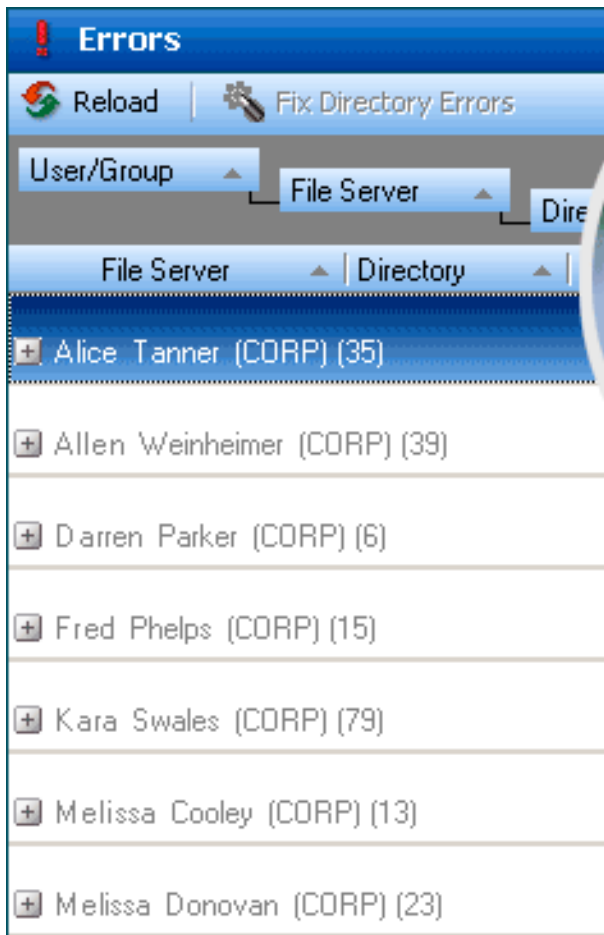 Errors
Reload Fix Directory Errors
User/Group
File Server
File Server Directory
Alice Tanner (CORP) (35)
Allen Weinheimer (CORP) (39)
Darren Parker (CORP) (6)
Fred Phelps (CORP) (15)
Kara Swales (CORP) (79)
Melissa Cooley (CORP) (13)
Melissa Donovan (CORP) (23)